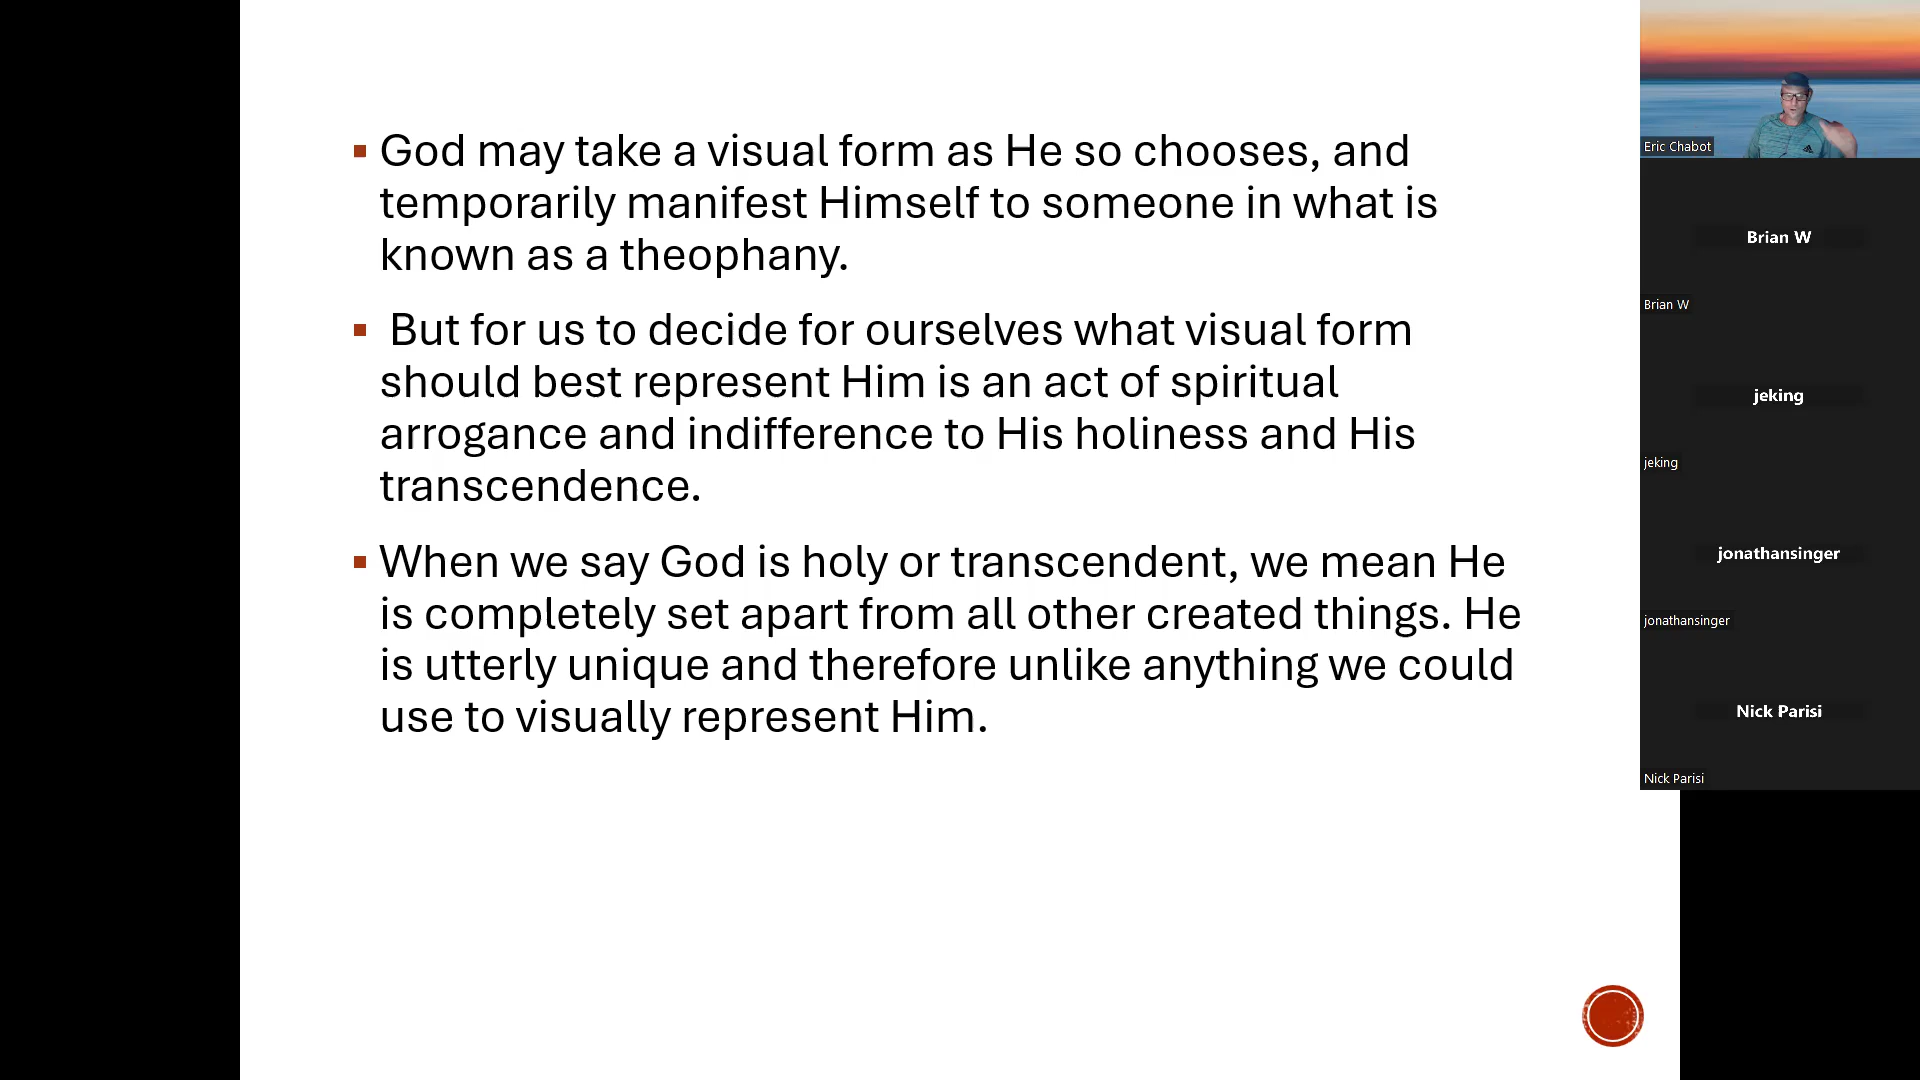 ▪ God may take a visual form as He so chooses, and
temporarily manifest Himself to someone in what is
known as a theophany.
▪ But for us to decide for ourselves what visual form
should best represent Him is an act of spiritual
arrogance and indifference to His holiness and His
transcendence.
▪ When we say God is holy or transcendent, we mean He
is completely set apart from all other created things. He
is utterly unique and therefore unlike anything we could
use to visually represent Him.
Eric Chabot
Brian W
Brian W
jeking
jeking
jonathansinger
jonathansinger
Nick Parisi
Nick Parisi